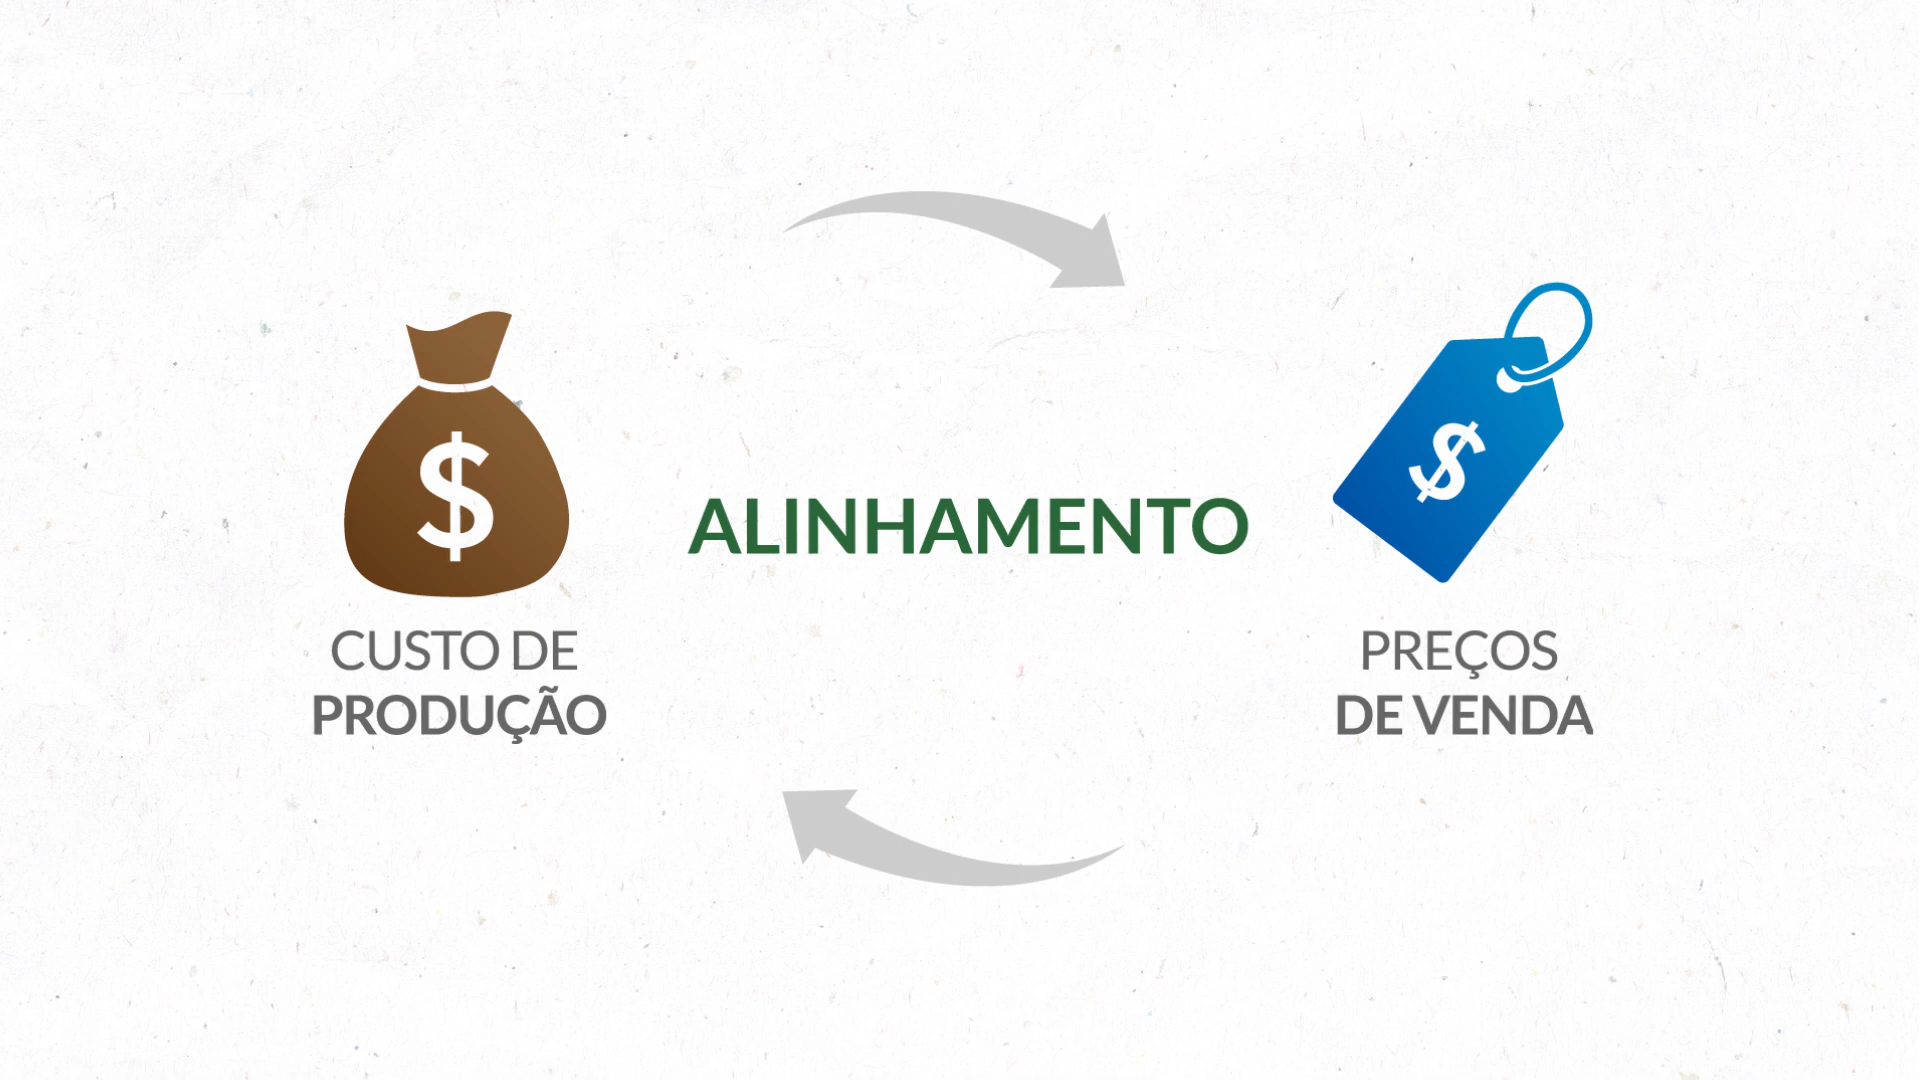 $
$
ALINHAMENTO
CUSTO DE
PRODUÇÃO
PREÇOS
DE VENDA